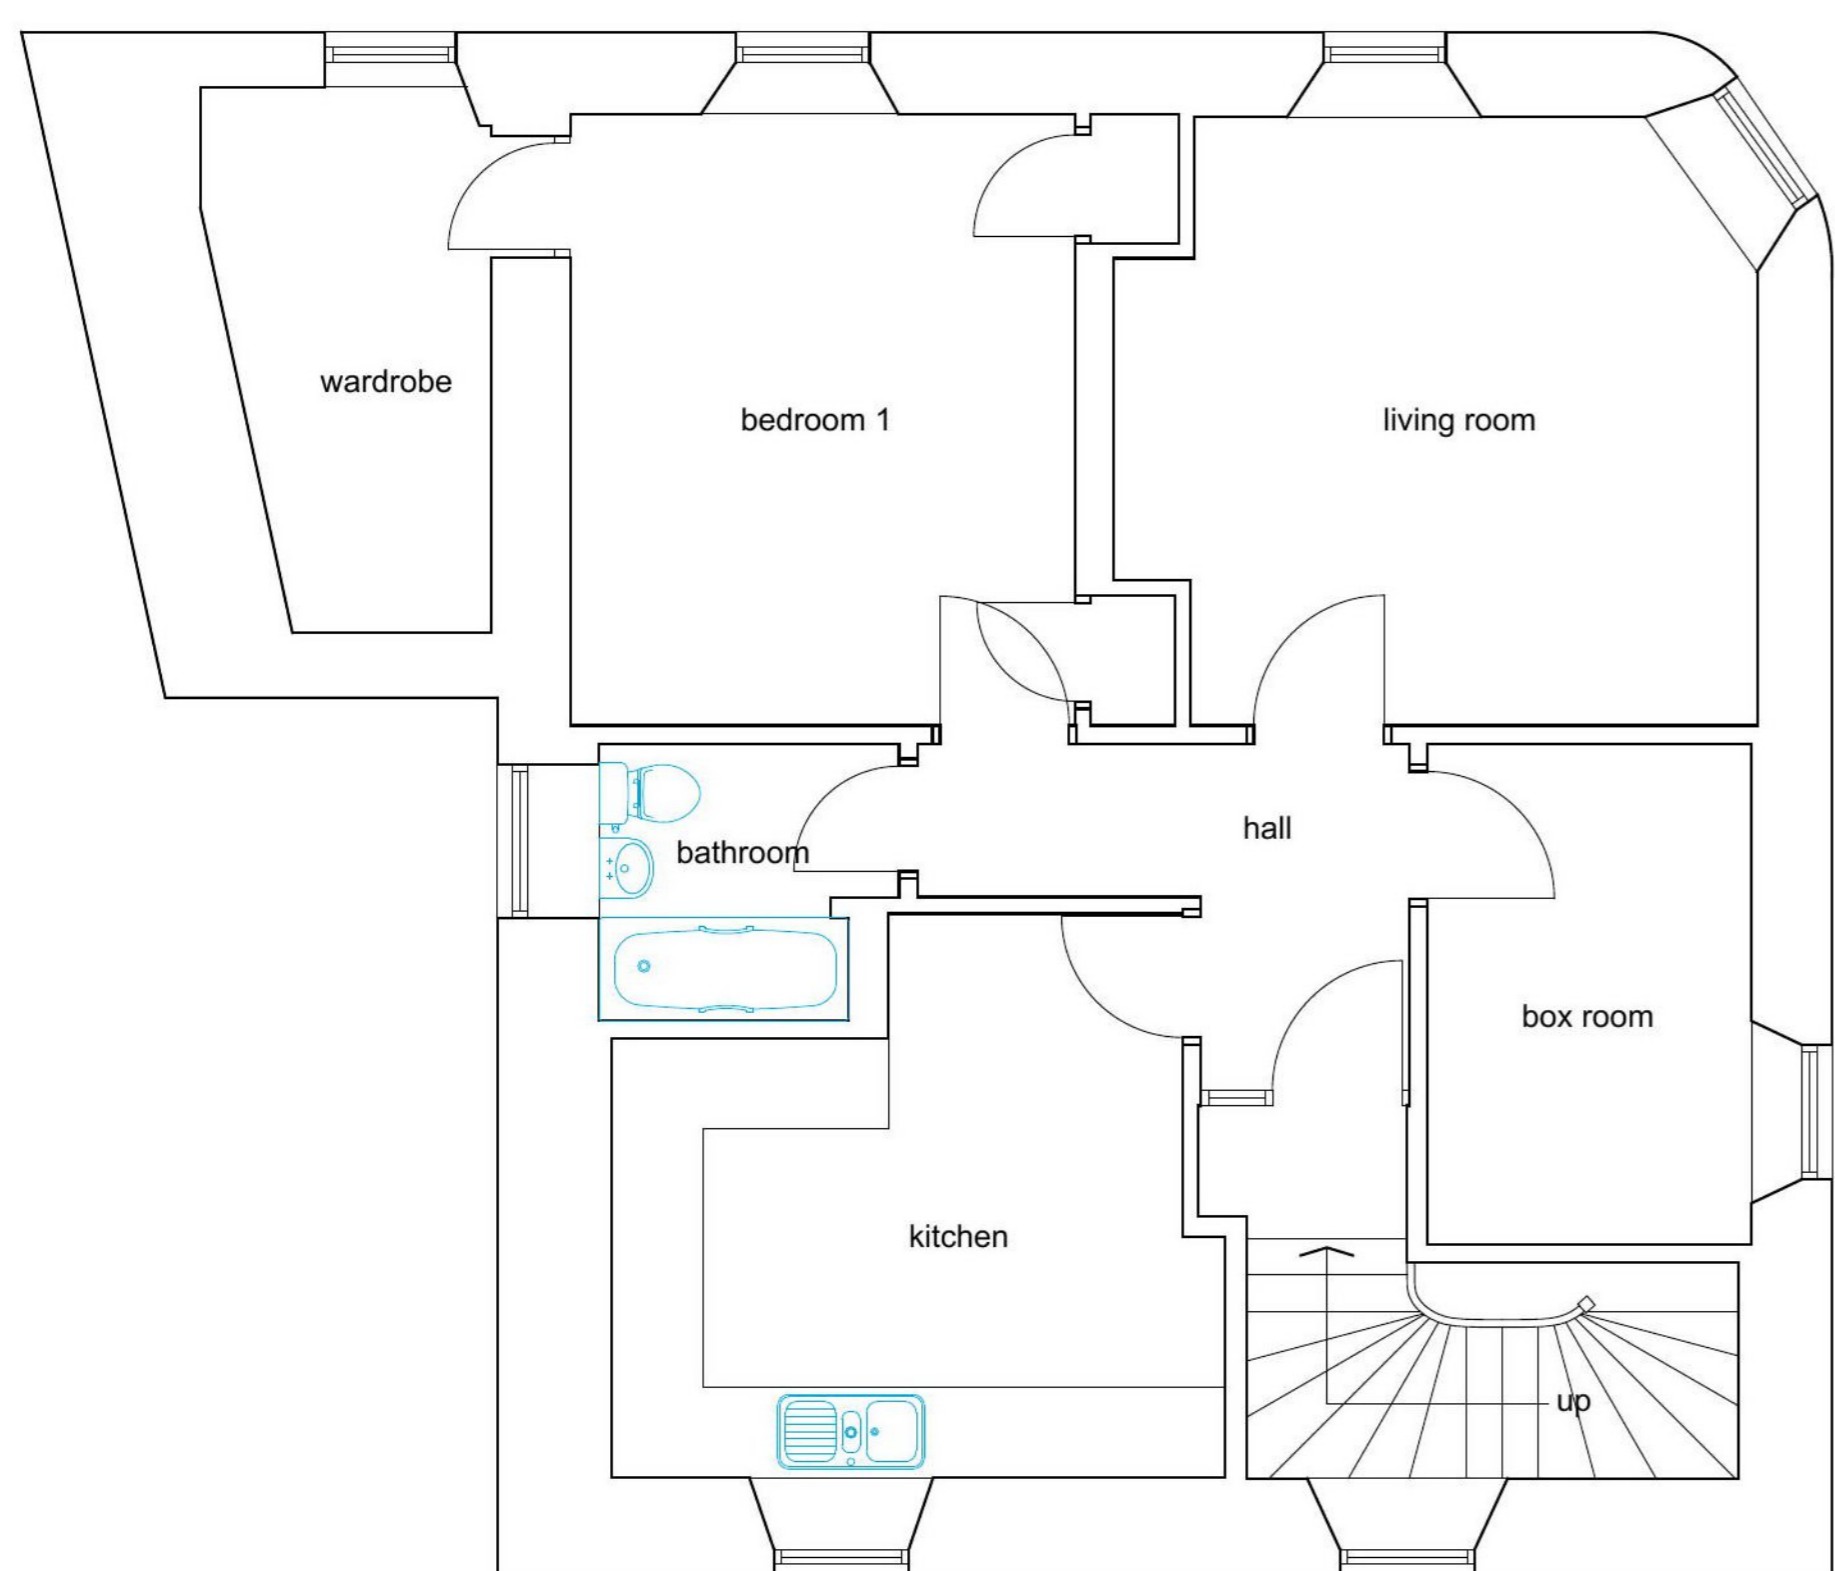 wardrobe
bedroom 1
living room
hall
bathroom
box room
kitchen
up